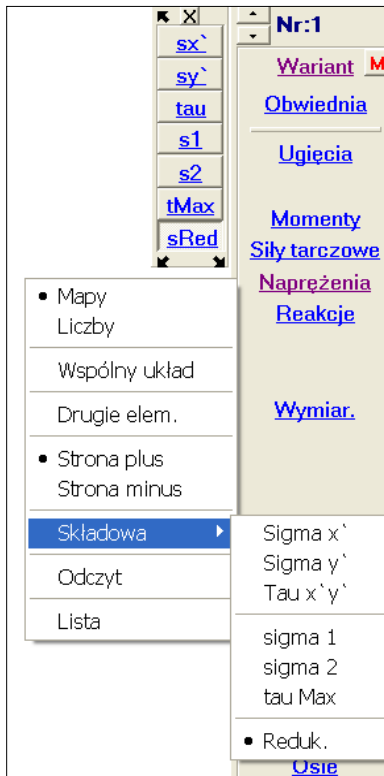 X
sx`
sy`
tau
s1
s2
tMax
sRed
Nr:1
Wariant M
Obwiednia
Ugięcia
Momenty
Siły tarczowe
Naprężenia
Reakcje
Wymiar.
Mapy
Liczby
Wspólny układ
Drugie elem.
Strona plus
Strona minus
Składowa
Odczyt
Lista
Sigma x`
Sigma y`
Tau x`y`
sigma 1
sigma 2
tau Max
Reduk.
Osie